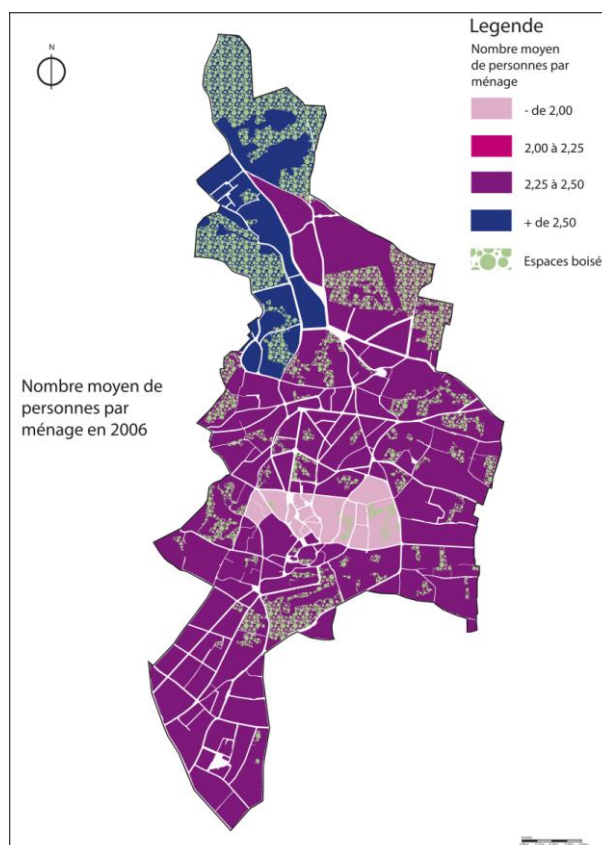 Legende
Nombre moyen
de personnes par
ménage
- de 2,00
2,00 à 2,25
2,25 à 2,50
+ de 2,50
Espaces boisé
N
Nombre moyen de
personnes par
ménage en 2006